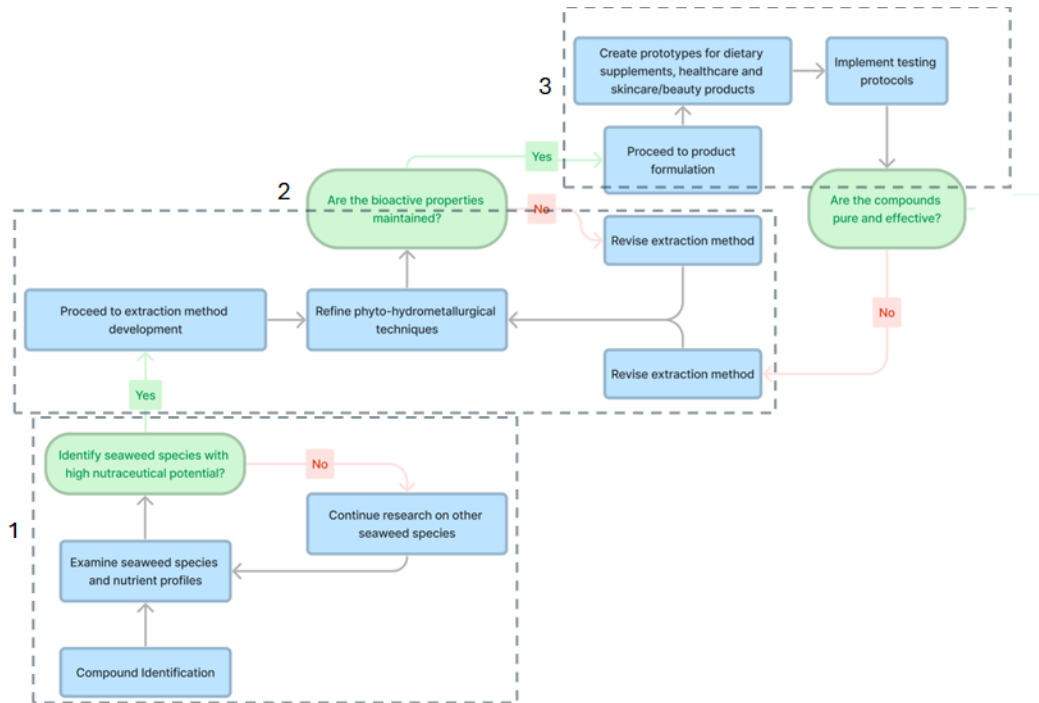 3
Create prototypes for dietary
supplements, healthcare and
skincare/beauty products
Implement testing
protocols
Yes
Proceed to product
formulation
2
Are the bioactive properties
maintained?
No
Are the compounds
pure and effective?
Revise extraction method
Proceed to extraction method
development
Refine phyto-hydrometallurgical
techniques
No
Revise extraction method
Yes
Identify seaweed species with
high nutraceutical potential?
No
Continue research on other
seaweed species
1
Examine seaweed species
and nutrient profiles
Compound Identification